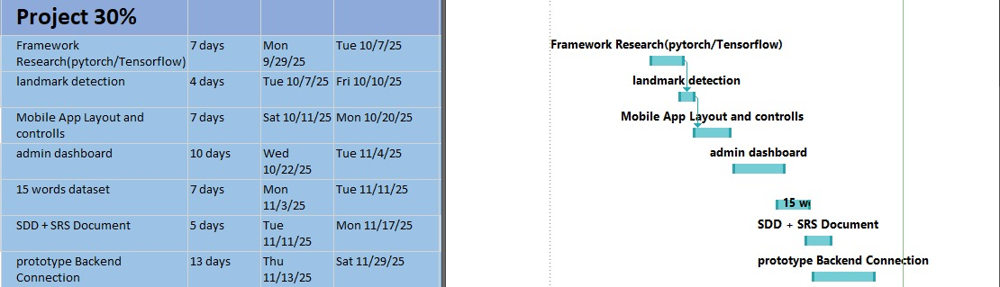 Project 30%
Framework 7 days Mon Tue 10/7/25
Research(pytorch/Tensorflow) 9/29/25
landmark detection 4 days Tue 10/7/25 Fri 10/10/25
Mobile App Layout and 7 days Sat 10/11/25 Mon 10/20/25
controlls
admin dashboard 10 days Wed Tue 11/4/25
10/22/25
15 words dataset 7 days Mon Tue 11/11/25
11/3/25
SDD + SRS Document 5 days Tue Mon 11/17/25
11/11/25
prototype Backend 13 days Thu Sat 11/29/25
Connection 11/13/25
Framework Research(pytorch/Tensorflow)
landmark detection
Mobile App Layout and controlls
admin dashboard
15 w
SDD + SRS Document
prototype Backend Connection